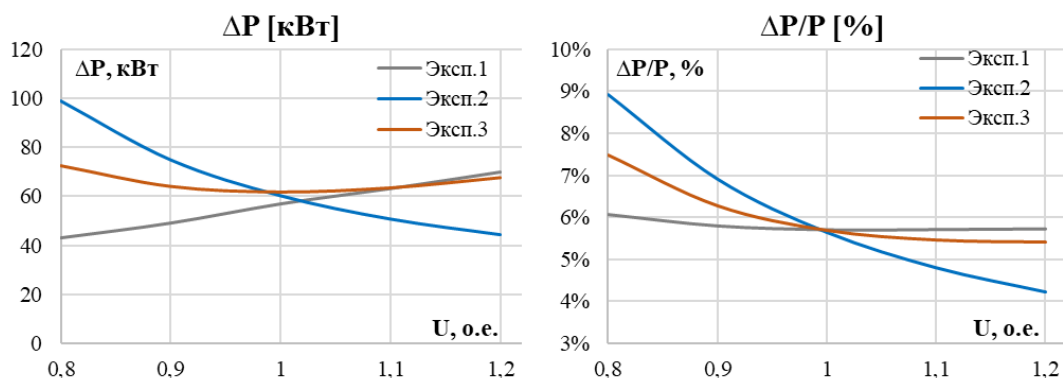 ΔP [кВт]
120
100
80
60
40
20
0
ΔP, кВт
Эксп.1
Эксп.2
Эксп.3
U, о.е.
0,8 0,9 1 1,1 1,2
ΔP/P [%]
10%
9%
8%
7%
6%
5%
4%
3%
ΔP/P, %
Эксп.1
Эксп.2
Эксп.3
U, о.е.
0,8 0,9 1 1,1 1,2